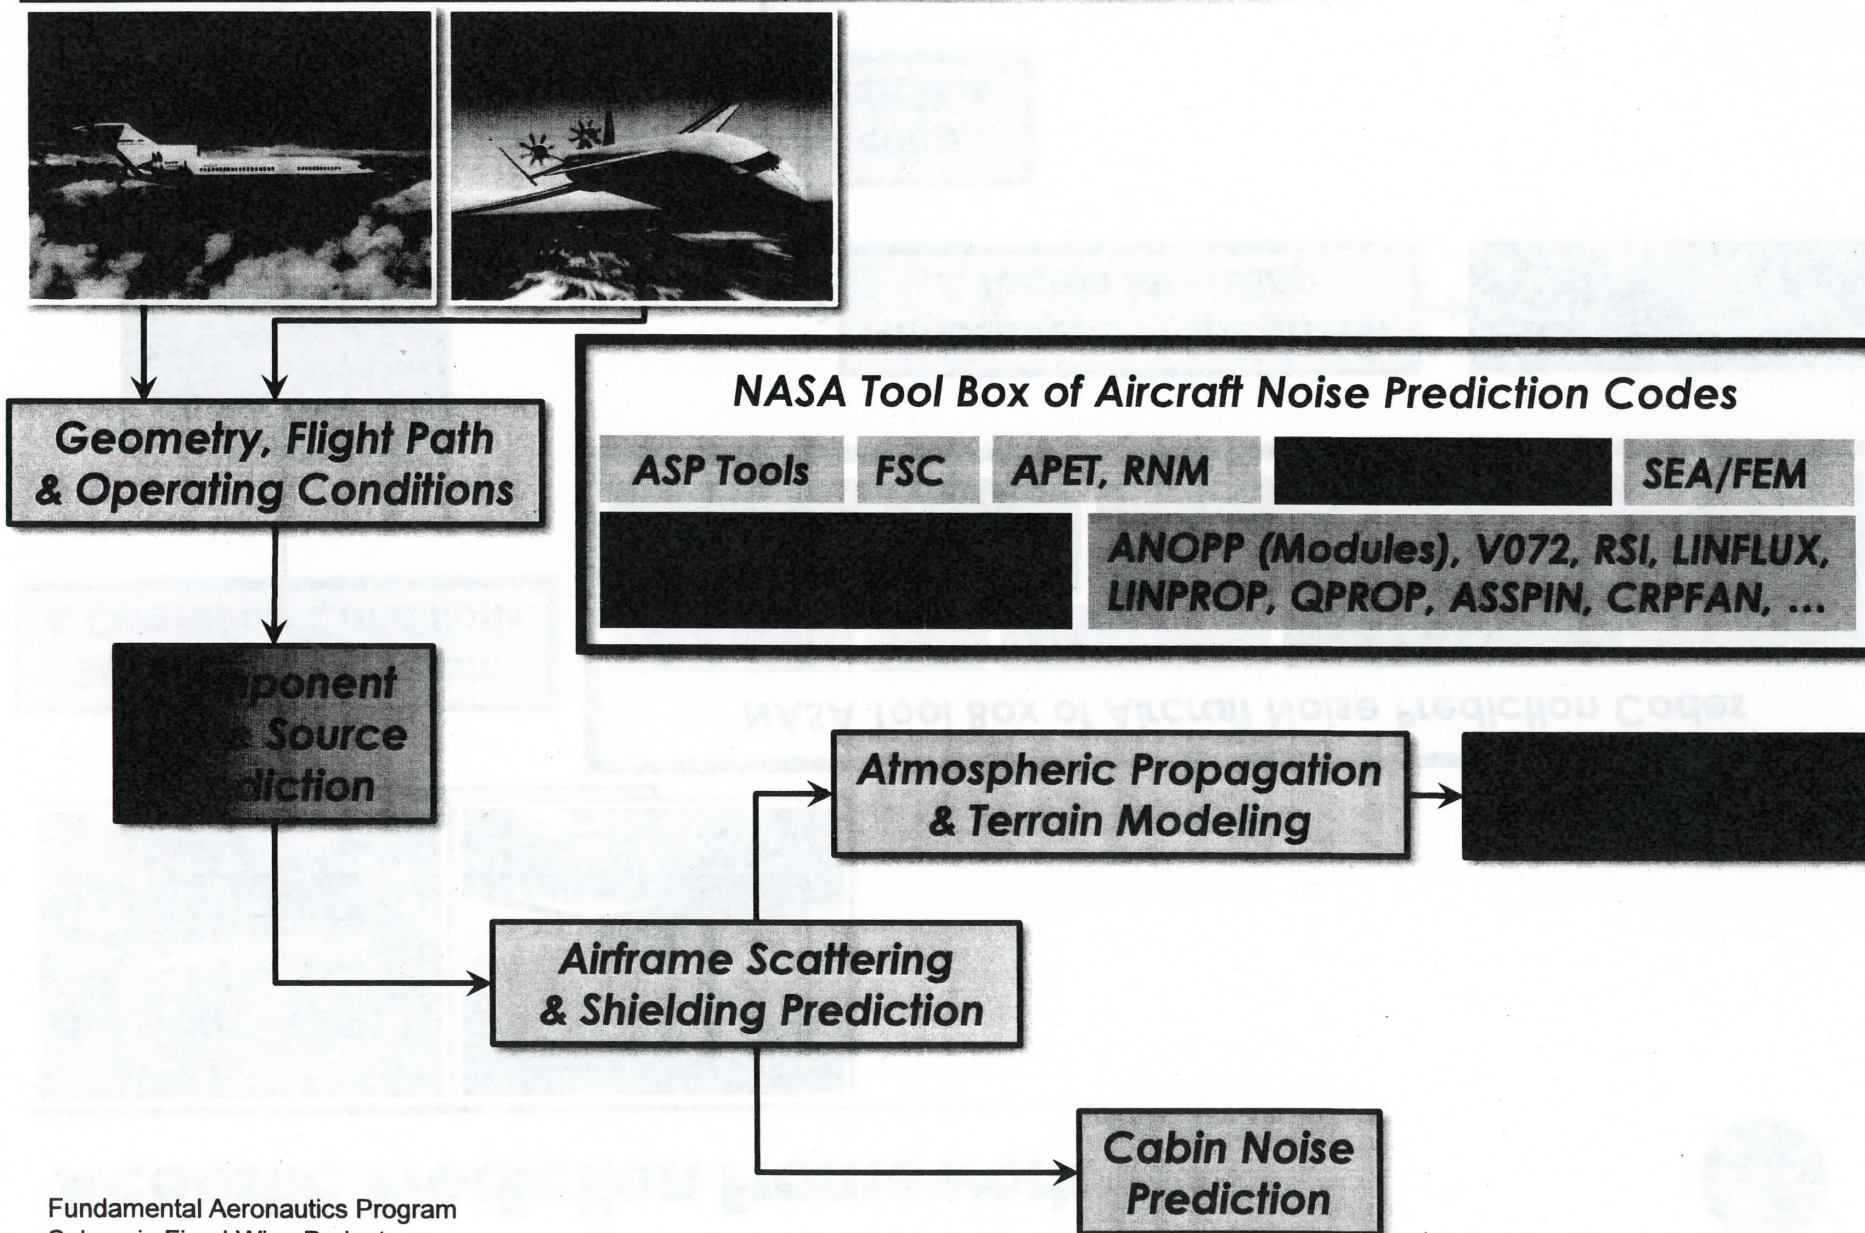 NASA Tool Box of Aircraft Noise Prediction Codes
Geometry, Flight Path
& Operating Conditions
ASP Tools
FSC
APET, RNM
SEA/FEM
ANOPP (Modules), V072, RSI, LINFLUX,
LINPROP, QPROP, ASSPIN, CRPFAN, ...
Source
Atmospheric Propagation
& Terrain Modeling
Airframe Scattering
& Shielding Prediction
Cabin Noise
Prediction
Fundamental Aeronautics Program